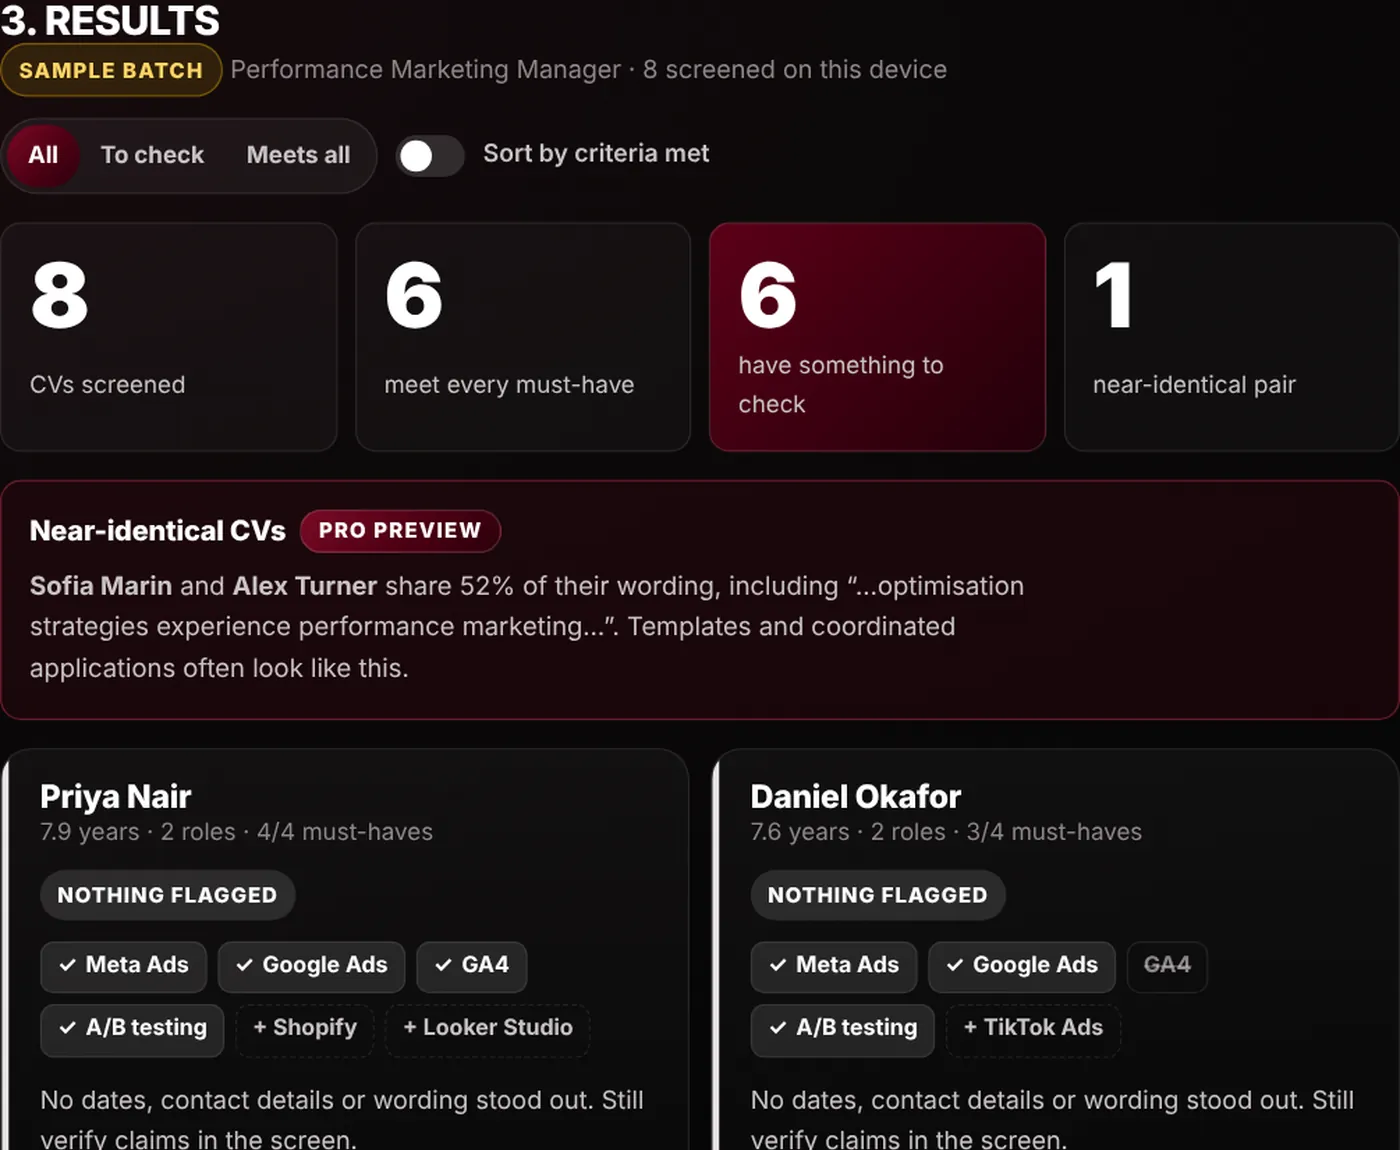 3. RESULTS
SAMPLE BATCH Performance Marketing Manager · 8 screened on this device
All To check Meets all Sort by criteria met
8 6 6 1
CVs screened meet every must-have have something to check near-identical pair
Near-identical CVs PRO PREVIEW
Sofia Marin and Alex Turner share 52% of their wording, including “...optimisation
strategies experience performance marketing...”. Templates and coordinated
applications often look like this.
Priya Nair
7.9 years · 2 roles · 4/4 must-haves
NOTHING FLAGGED
✓ Meta Ads ✓ Google Ads ✓ GA4
✓ A/B testing + Shopify + Looker Studio
No dates, contact details or wording stood out. Still
verify claims in the screen.
Daniel Okafor
7.6 years · 2 roles · 3/4 must-haves
NOTHING FLAGGED
✓ Meta Ads ✓ Google Ads GA4
✓ A/B testing + TikTok Ads
No dates, contact details or wording stood out. Still
verify claims in the screen.